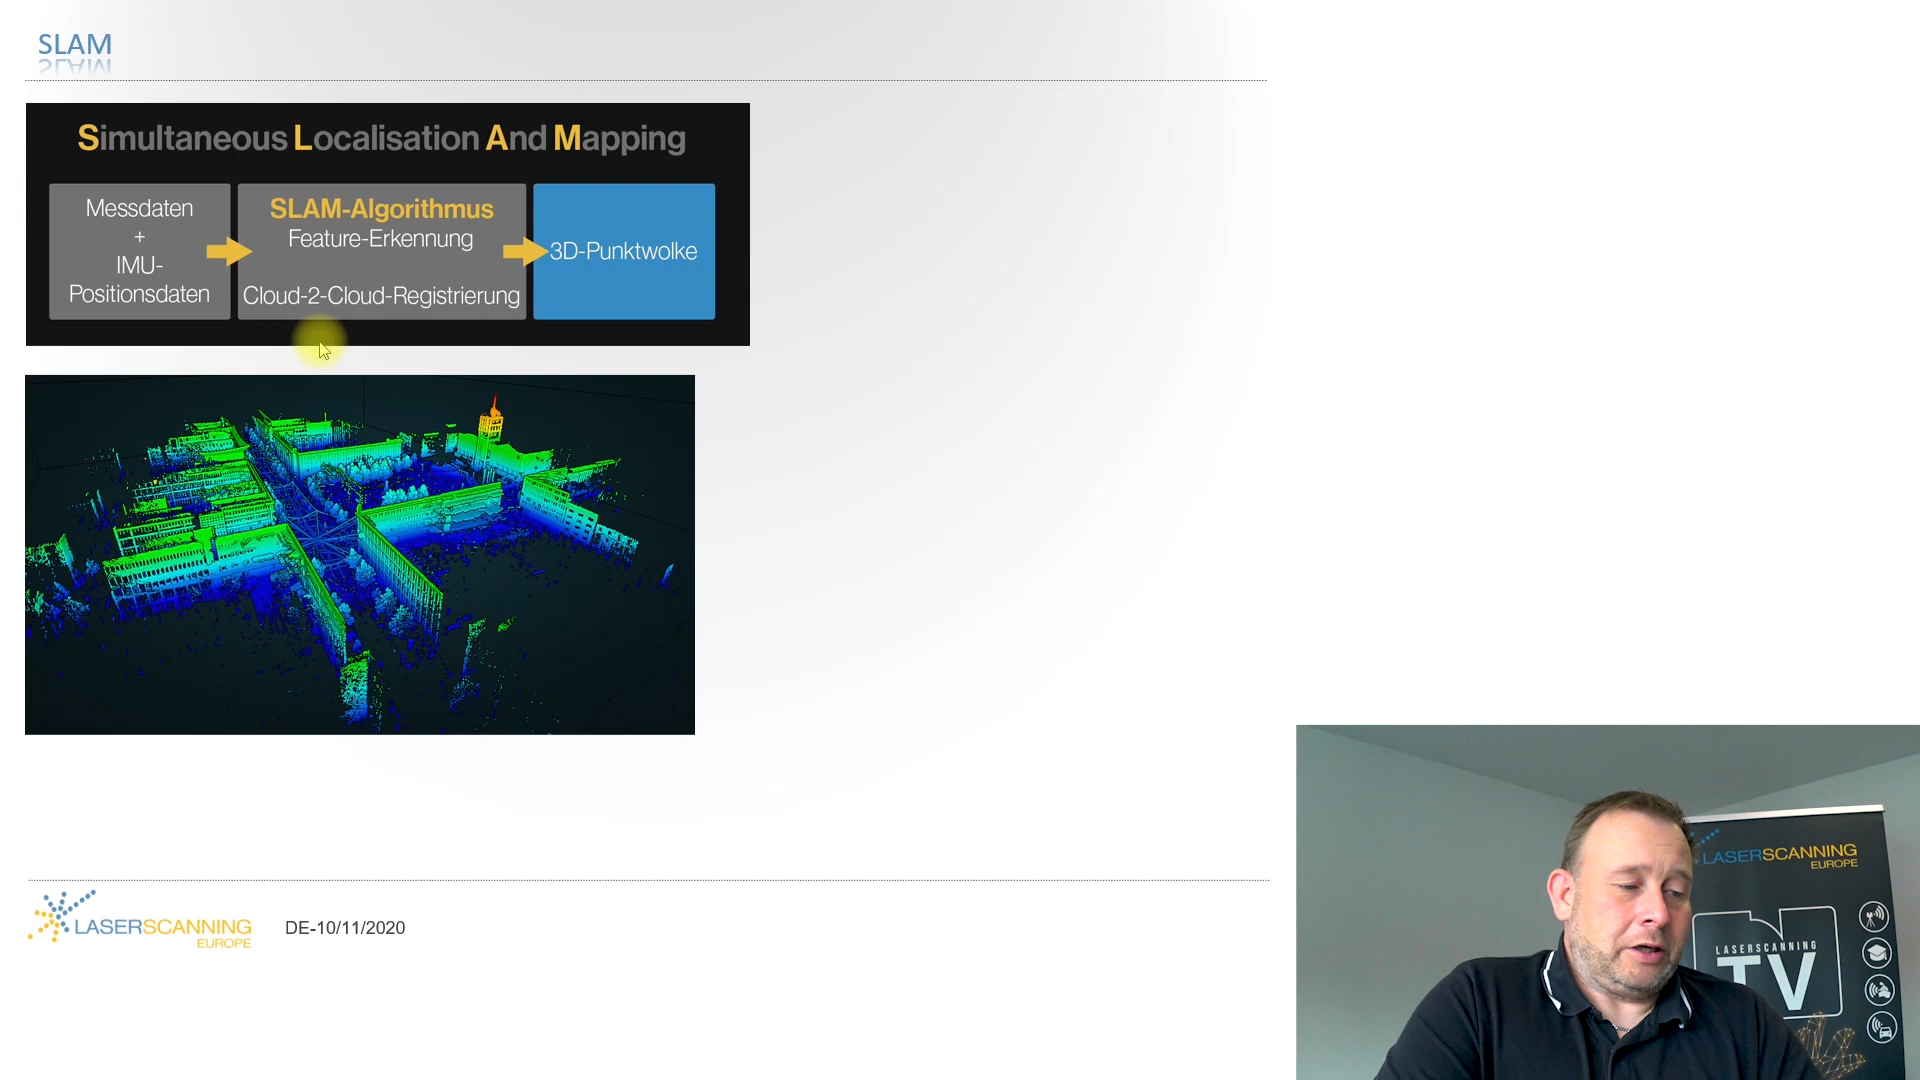 SLAM
Simultaneous Localisation And Mapping
Messdaten
+
IMU-
Positionsdaten
SLAM-Algorithmus
Feature-Erkennung
Cloud-2-Cloud-Registrierung
3D-Punktwolke
LASERSCANNING
EUROPE
DE-10/11/2020
LASERSCANNING
EUROPE
LASERSCANNING
TV